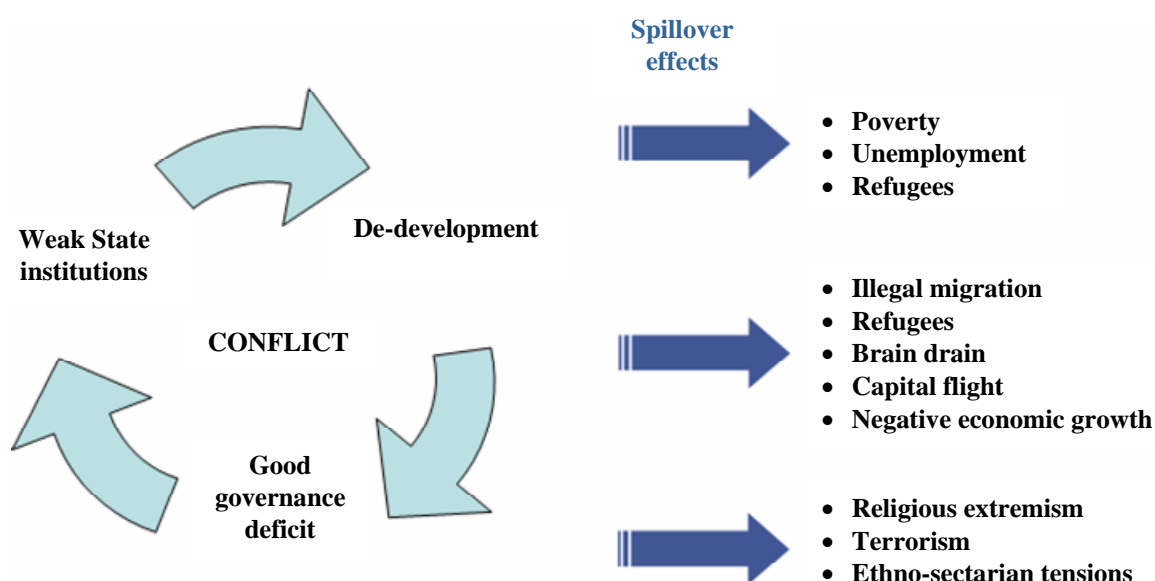 Spillover
effects
• Poverty
• Unemployment
• Refugees
De-development
Weak State
institutions
• Illegal migration
• Refugees
• Brain drain
• Capital flight
• Negative economic growth
CONFLICT
Good
governance
deficit
• Religious extremism
• Terrorism
• Ethno-sectarian tensions